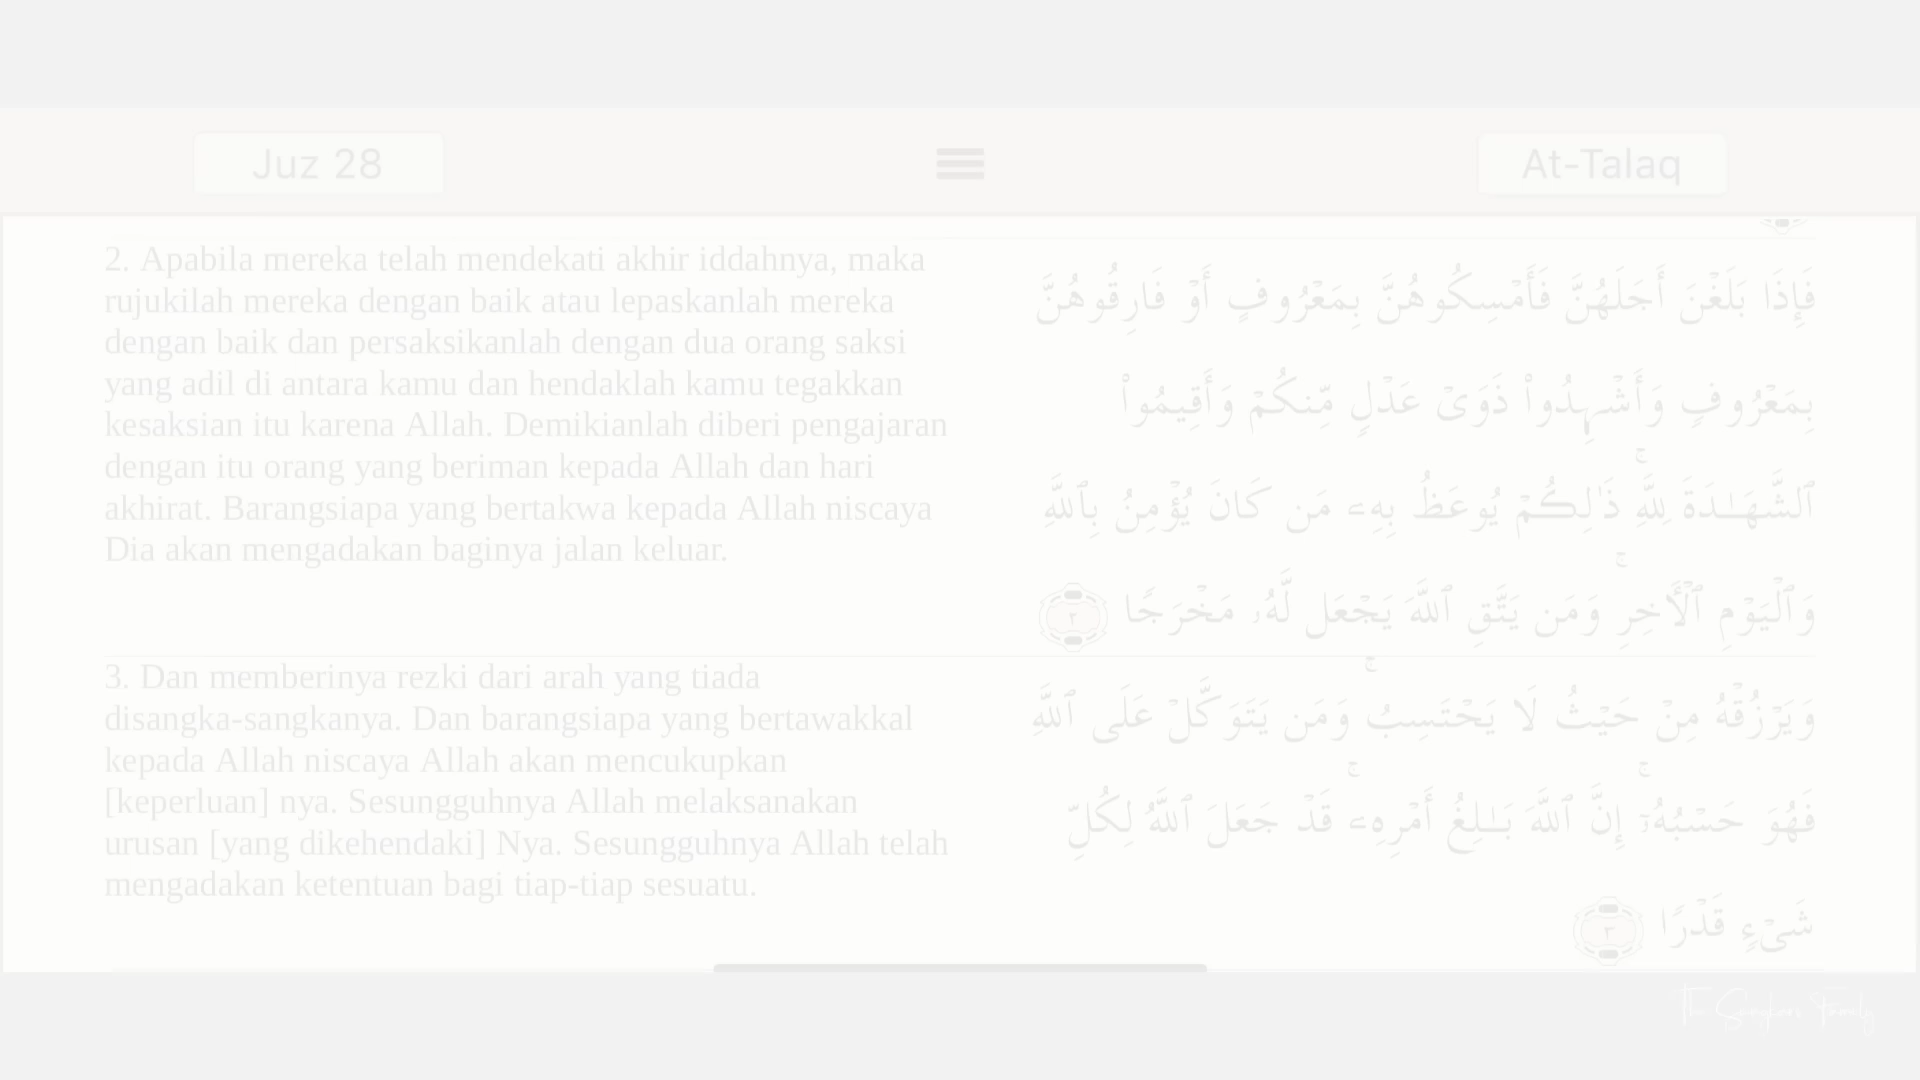 Juz 28
At-Talaq
2. Apabila mereka telah mendekati akhir iddahnya, maka
rujukilah mereka dengan baik atau lepaskanlah mereka
dengan baik dan persaksikanlah dengan dua orang saksi
yang adil di antara kamu dan hendaklah kamu tegakkan
kesaksian itu karena Allah. Demikianlah diberi pengajaran
dengan itu orang yang beriman kepada Allah dan hari
akhirat. Barangsiapa yang bertakwa kepada Allah niscaya
Dia akan mengadakan baginya jalan keluar.
فَإِذَا بَلَغْنَ أَجَلَهُنَّ فَأَمْسِكُوهُنَّ بِمَعْرُوفٍ أَوْ فَارِقُوهُنَّ
بِمَعْرُوفٍ وَأَشْهِدُوا۟ ذَوَىْ عَدْلٍ مِّنكُمْ وَأَقِيمُوا۟
ٱلشَّهَـٰدَةَ لِلَّهِ ۚ ذَٰلِكُمْ يُوعَظُ بِهِۦ مَن كَانَ يُؤْمِنُ بِٱللَّهِ
وَٱلْيَوْمِ ٱلْـَٔاخِرِ ۚ وَمَن يَتَّقِ ٱللَّهَ يَجْعَل لَّهُۥ مَخْرَجًا ٢
3. Dan memberinya rezki dari arah yang tiada
disangka-sangkanya. Dan barangsiapa yang bertawakkal
kepada Allah niscaya Allah akan mencukupkan
[keperluan] nya. Sesungguhnya Allah melaksanakan
urusan [yang dikehendaki] Nya. Sesungguhnya Allah telah
mengadakan ketentuan bagi tiap-tiap sesuatu.
وَيَرْزُقْهُ مِنْ حَيْثُ لَا يَحْتَسِبُ ۚ وَمَن يَتَوَكَّلْ عَلَى ٱللَّهِ
فَهُوَ حَسْبُهُۥٓ ۚ إِنَّ ٱللَّهَ بَـٰلِغُ أَمْرِهِۦ ۚ قَدْ جَعَلَ ٱللَّهُ لِكُلِّ
شَىْءٍ قَدْرًا ٣
The Family